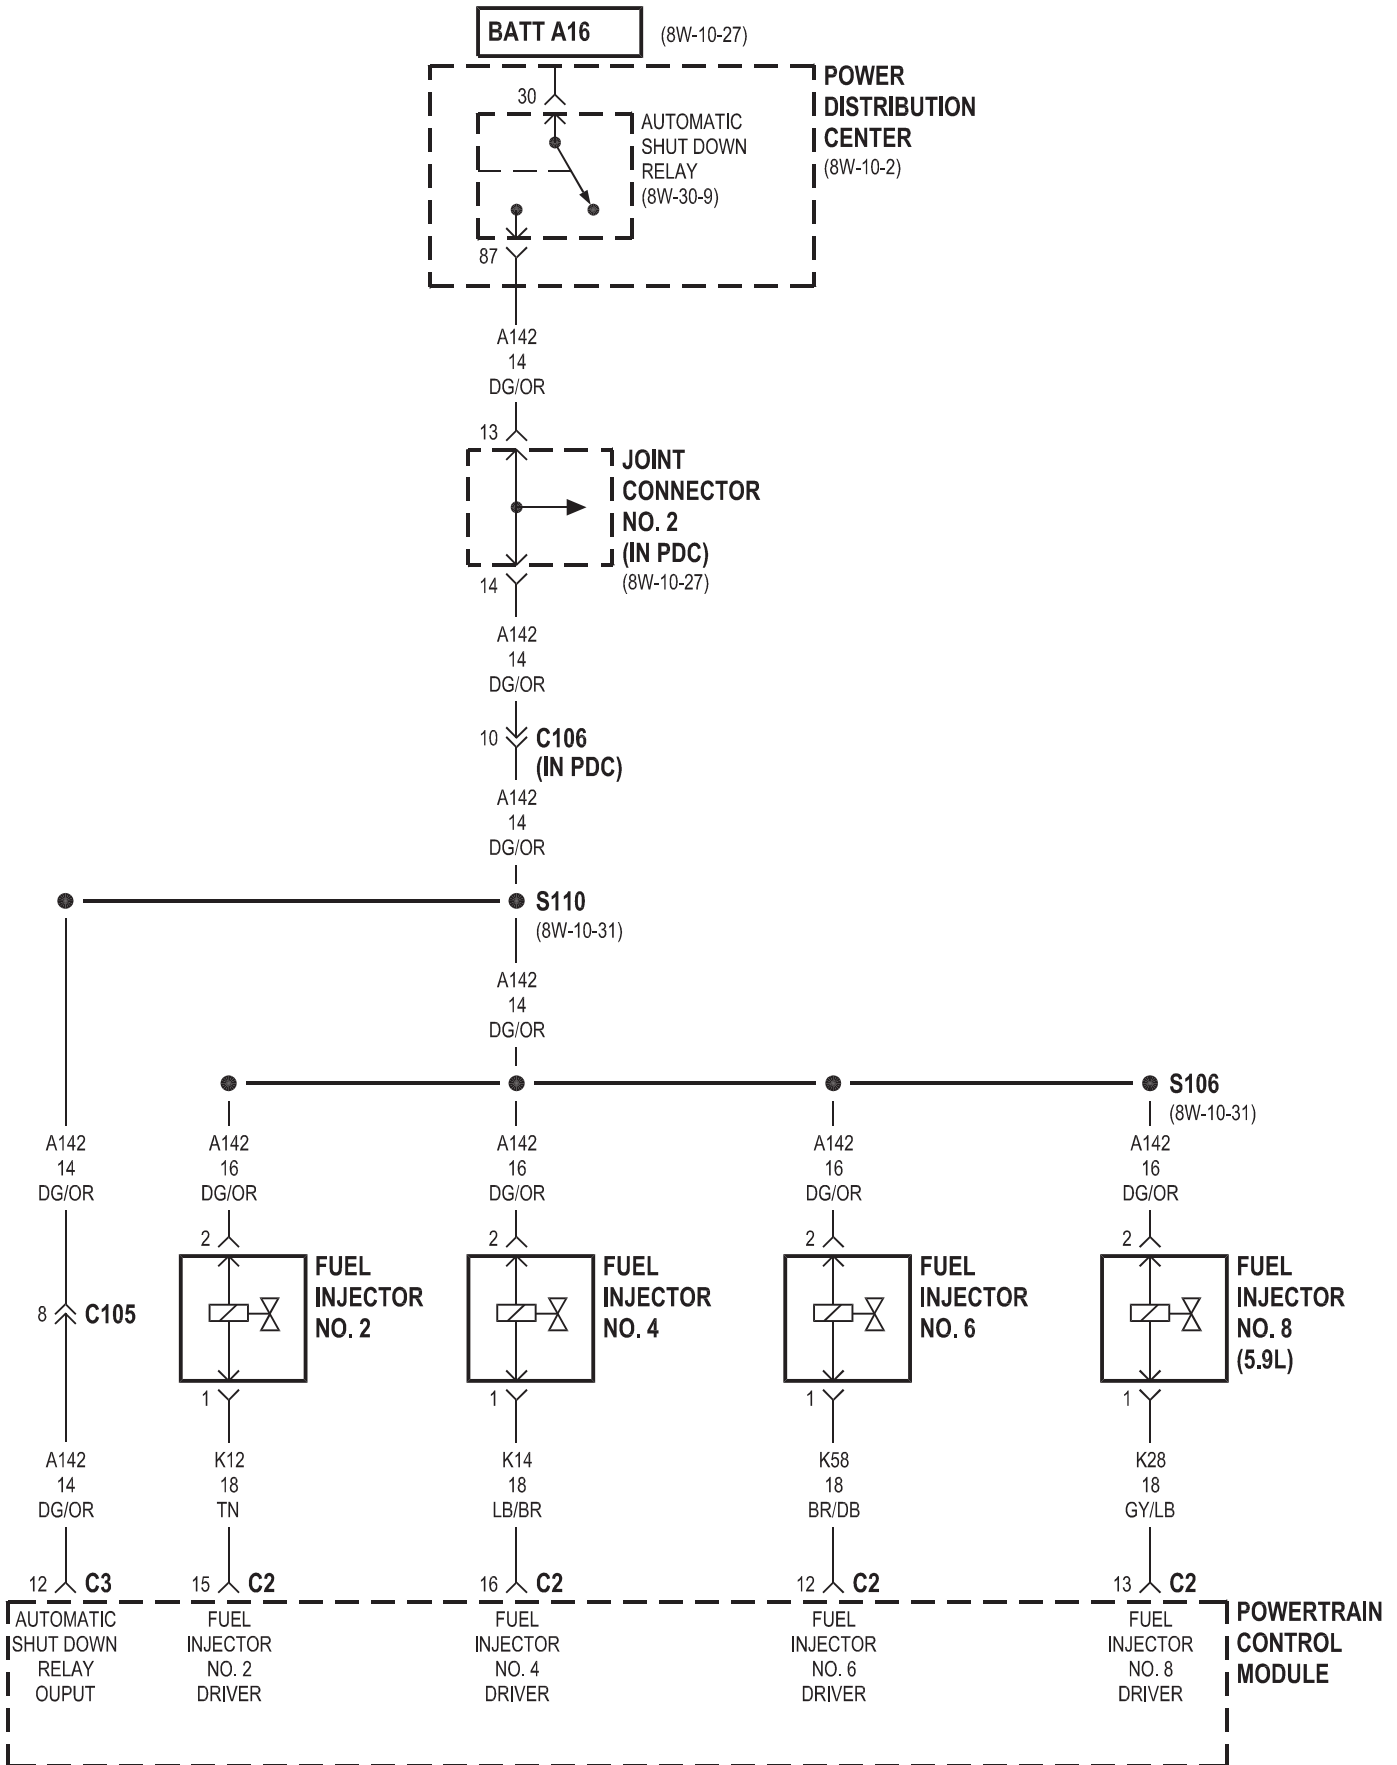 BATT A16
(8W-10-27)
POWER
DISTRIBUTION
CENTER
(8W-10-2)
30
AUTOMATIC
SHUT DOWN
RELAY
(8W-30-9)
87
A142
14
DG/OR
13
JOINT
CONNECTOR
NO. 2
(IN PDC)
(8W-10-27)
14
A142
14
DG/OR
10
C106
(IN PDC)
A142
14
DG/OR
S110
(8W-10-31)
A142
14
DG/OR
S106
(8W-10-31)
A142
14
DG/OR
A142
16
DG/OR
A142
16
DG/OR
A142
16
DG/OR
A142
16
DG/OR
8
C105
2
FUEL
INJECTOR
NO. 2
1
2
FUEL
INJECTOR
NO. 4
1
2
FUEL
INJECTOR
NO. 6
1
2
FUEL
INJECTOR
NO. 8
(5.9L)
1
A142
14
DG/OR
K12
18
TN
K14
18
LB/BR
K58
18
BR/DB
K28
18
GY/LB
12
C3
15
C2
16
C2
12
C2
13
C2
AUTOMATIC
SHUT DOWN
RELAY
OUPUT
FUEL
INJECTOR
NO. 2
DRIVER
FUEL
INJECTOR
NO. 4
DRIVER
FUEL
INJECTOR
NO. 6
DRIVER
FUEL
INJECTOR
NO. 8
DRIVER
POWERTRAIN
CONTROL
MODULE